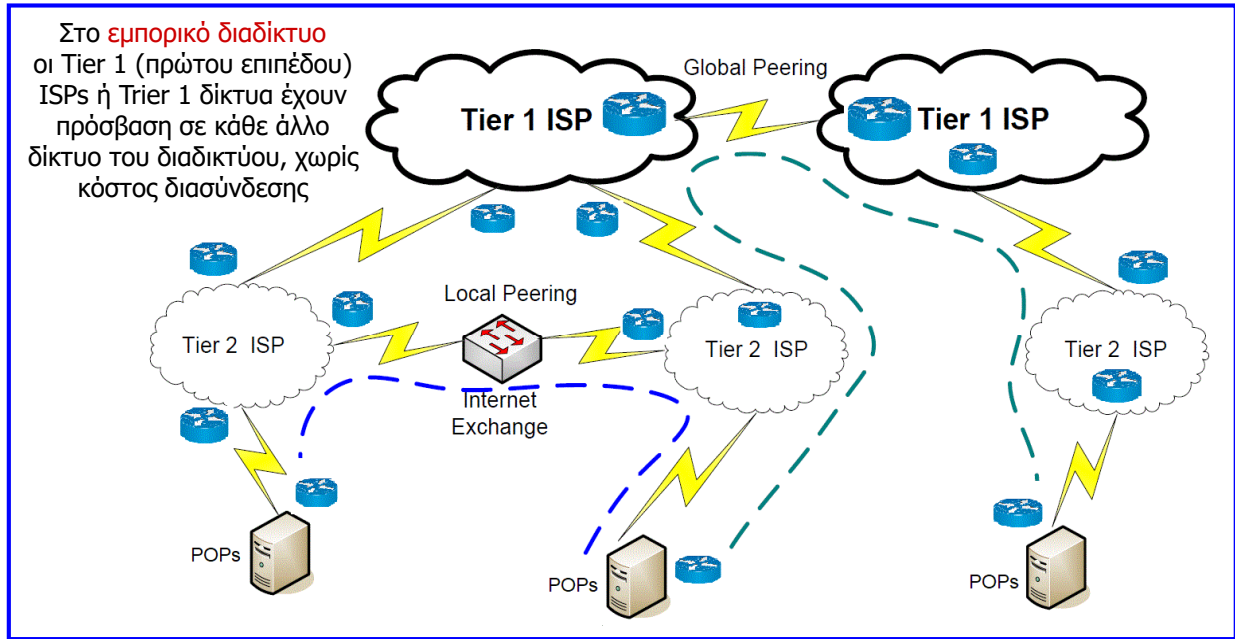 Στο εμπορικό διαδίκτυο
οι Tier 1 (πρώτου επιπέδου)
ISPs ή Trier 1 δίκτυα έχουν
πρόσβαση σε κάθε άλλο
δίκτυο του διαδικτύου, χωρίς
κόστος διασύνδεσης
Global Peering
Tier 1 ISP
Tier 1 ISP
Local Peering
Tier 2 ISP
Tier 2 ISP
Tier 2 ISP
Internet
Exchange
POPs
POPs
POPs